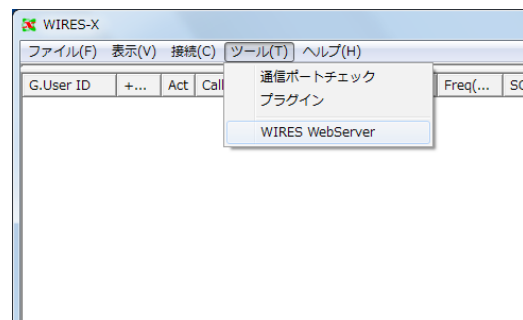 WIRES-X
ファイル(F) 表示(V) 接続(C) ツール(T) ヘルプ(H)
通信ポートチェック
プラグイン
WIRES WebServer
G.User ID +... Act Call Freq(...